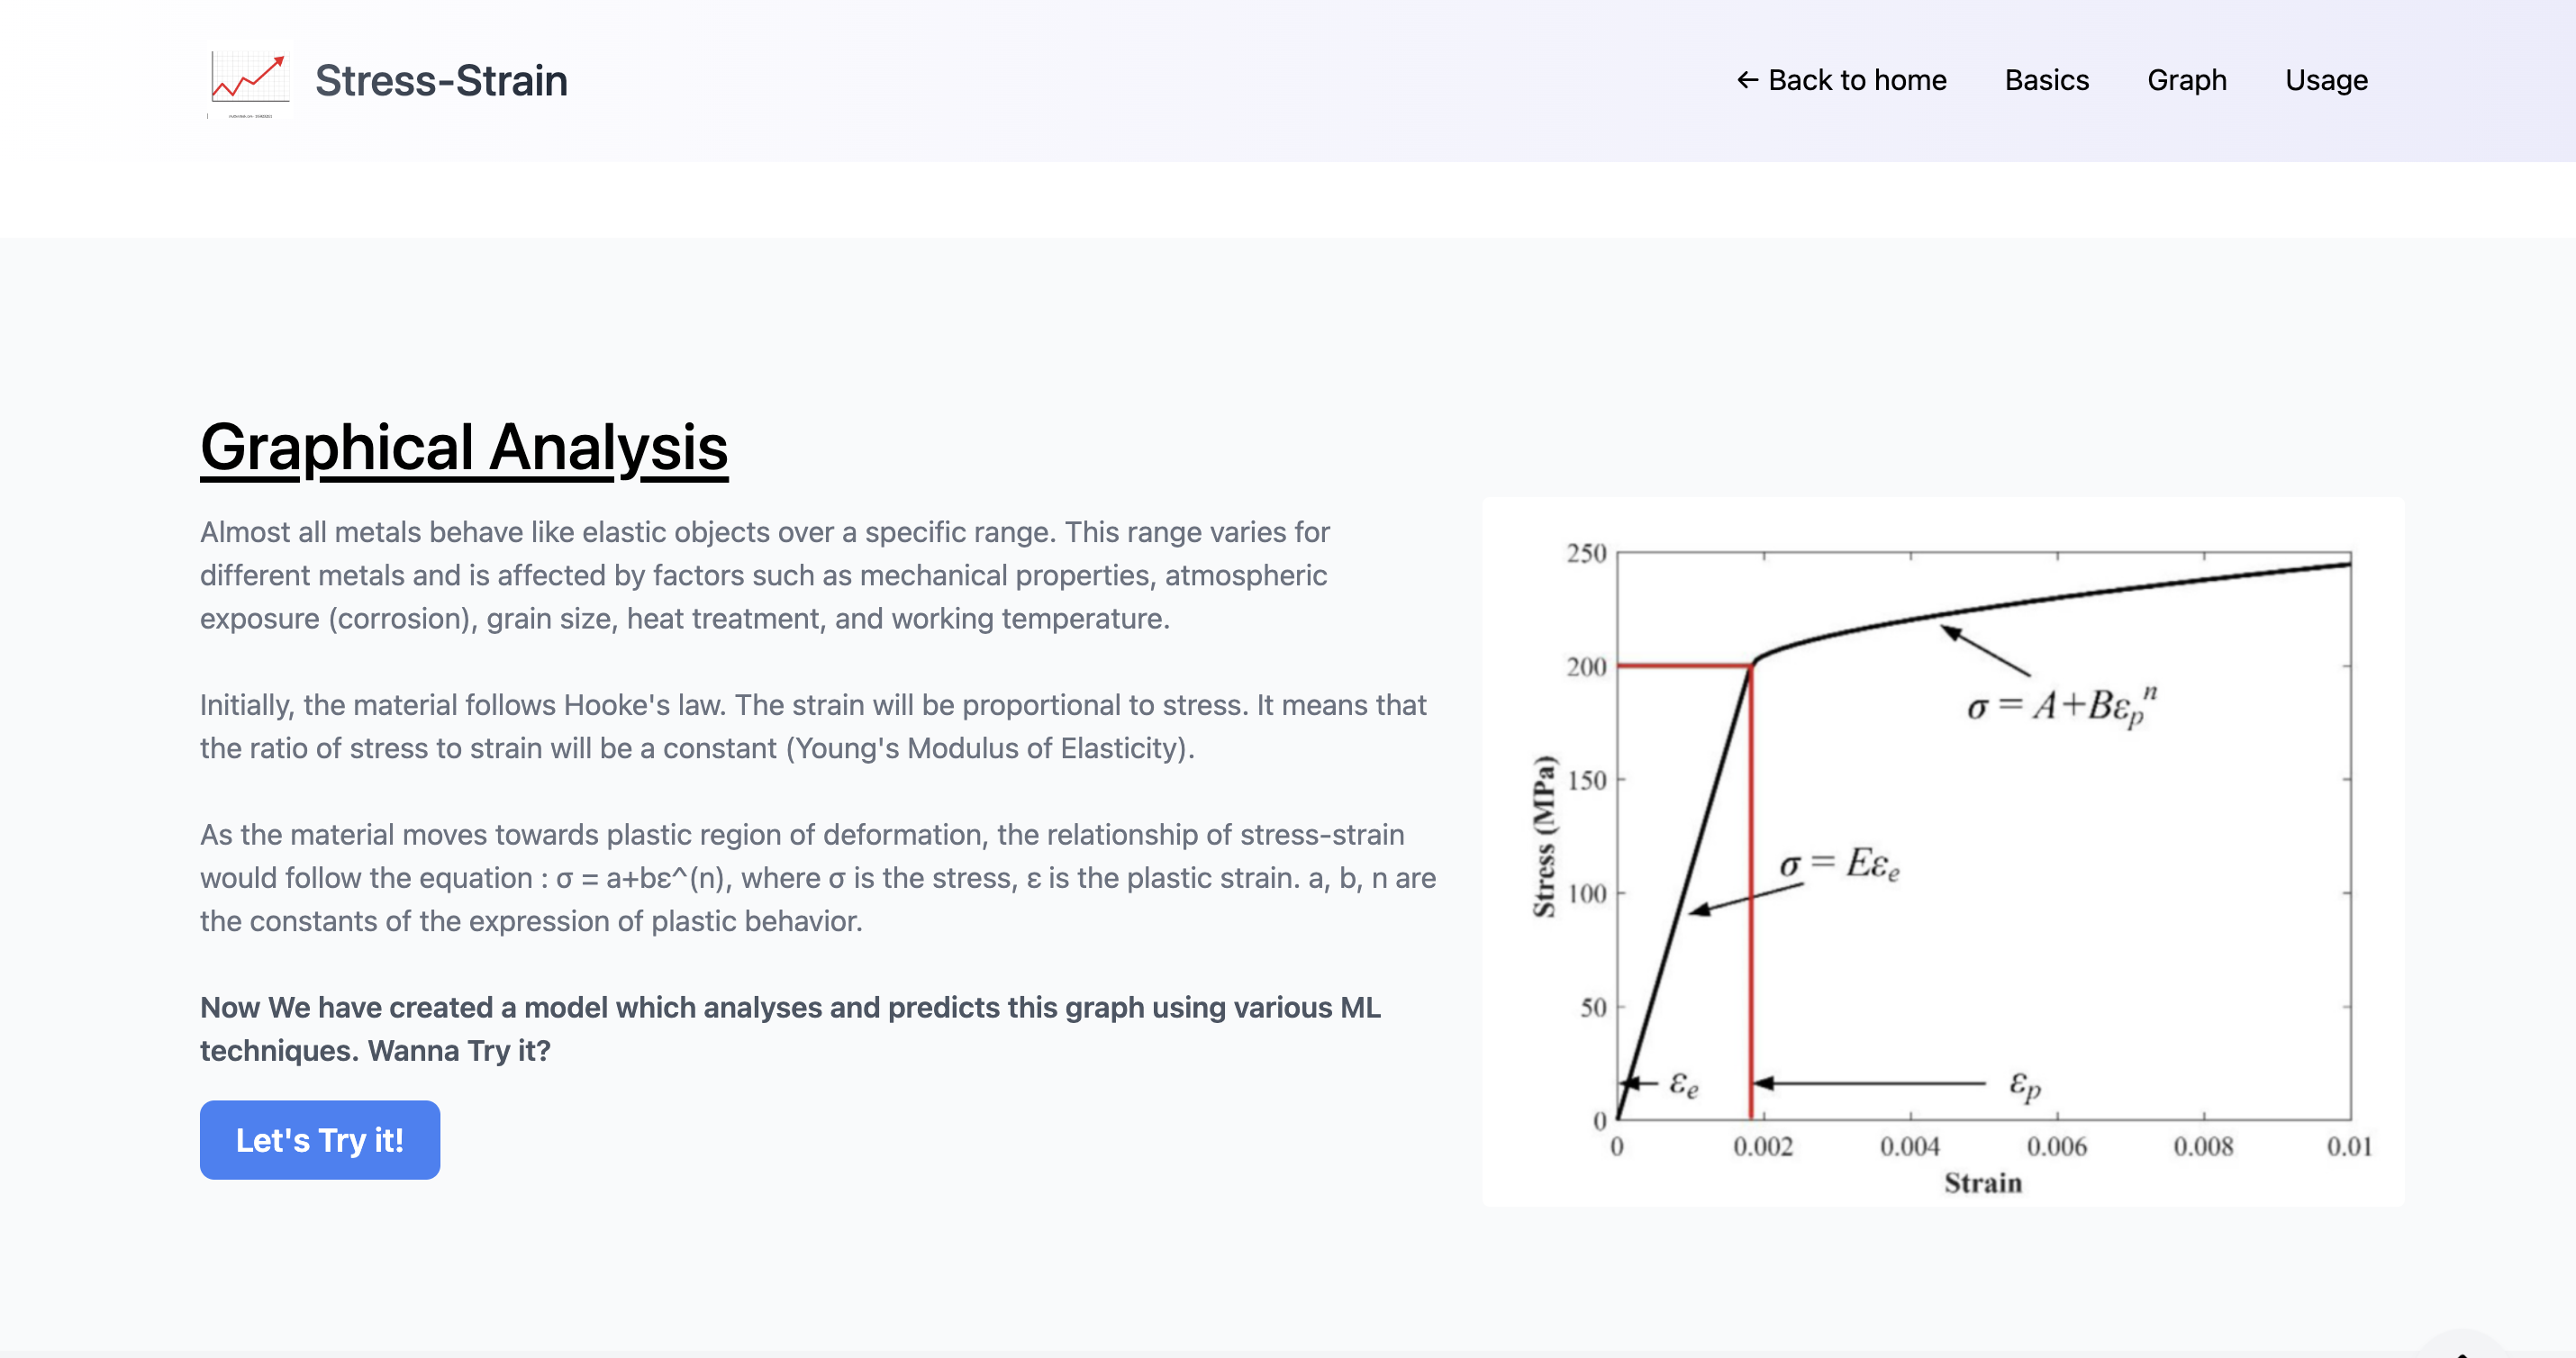 Stress-Strain
← Back to home
Basics
Graph
Usage
Graphical Analysis
Almost all metals behave like elastic objects over a specific range. This range varies for
different metals and is affected by factors such as mechanical properties, atmospheric
exposure (corrosion), grain size, heat treatment, and working temperature.
Initially, the material follows Hooke's law. The strain will be proportional to stress. It means that
the ratio of stress to strain will be a constant (Young's Modulus of Elasticity).
As the material moves towards plastic region of deformation, the relationship of stress-strain
would follow the equation : σ = a+bε^(n), where σ is the stress, ε is the plastic strain. a, b, n are
the constants of the expression of plastic behavior.
Now We have created a model which analyses and predicts this graph using various ML
techniques. Wanna Try it?
Let's Try it!
250
200
150
100
50
0
Stress (MPa)
σ = A+Bεₚⁿ
σ = Eεₑ
εₑ
εₚ
0
0.002
0.004
0.006
0.008
0.01
Strain